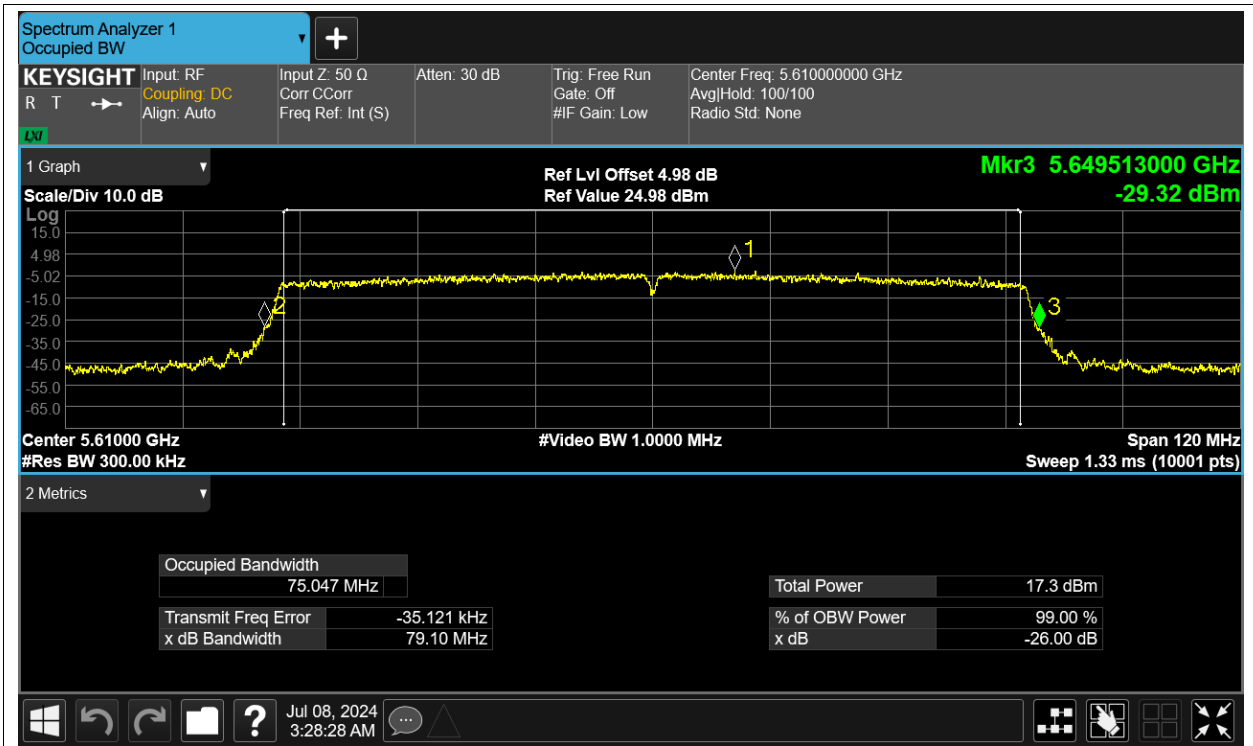 Spectrum Analyzer 1
Occupied BW
KEYSIGHT
R T
LXI
Input: RF
Coupling: DC
Align: Auto
Input Z: 50 Ω
Corr CCorr
Freq Ref: Int (S)
Atten: 30 dB
Trig: Free Run
Gate: Off
#IF Gain: Low
Center Freq: 5.610000000 GHz
Avg|Hold: 100/100
Radio Std: None
1 Graph
Scale/Div 10.0 dB
Ref Lvl Offset 4.98 dB
Ref Value 24.98 dBm
Mkr3 5.649513000 GHz
-29.32 dBm
Log
15.0
4.98
-5.02
-15.0
-25.0
-35.0
-45.0
-55.0
-65.0
1
2
3
Center 5.61000 GHz
#Video BW 1.0000 MHz
Span 120 MHz
#Res BW 300.00 kHz
Sweep 1.33 ms (10001 pts)
2 Metrics
Occupied Bandwidth
75.047 MHz
Total Power 17.3 dBm
Transmit Freq Error -35.121 kHz
% of OBW Power 99.00 %
x dB Bandwidth 79.10 MHz
x dB -26.00 dB
?
Jul 08, 2024
3:28:28 AM